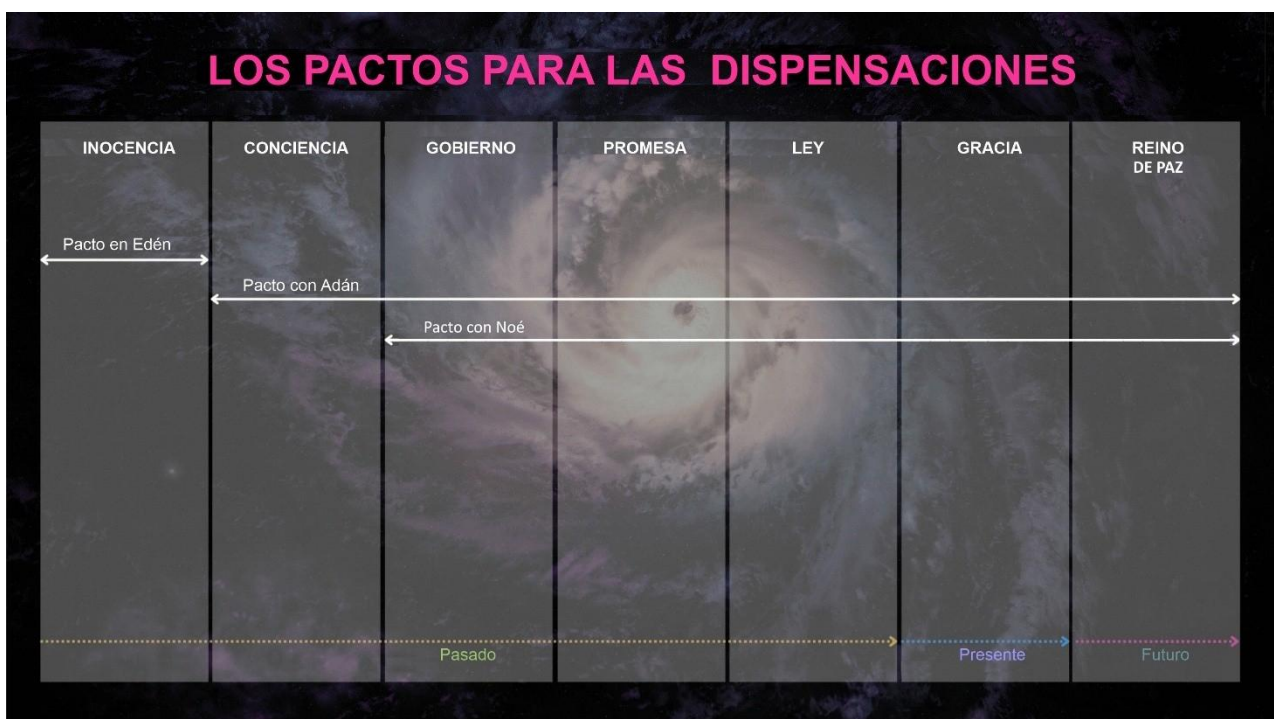 LOS PACTOS PARA LAS DISPENSACIONES
INOCENCIA
CONCIENCIA
GOBIERNO
PROMESA
LEY
GRACIA
REINO
DE PAZ
Pacto en Edén
Pacto con Adán
Pacto con Noé
Pasado
Presente
Futuro